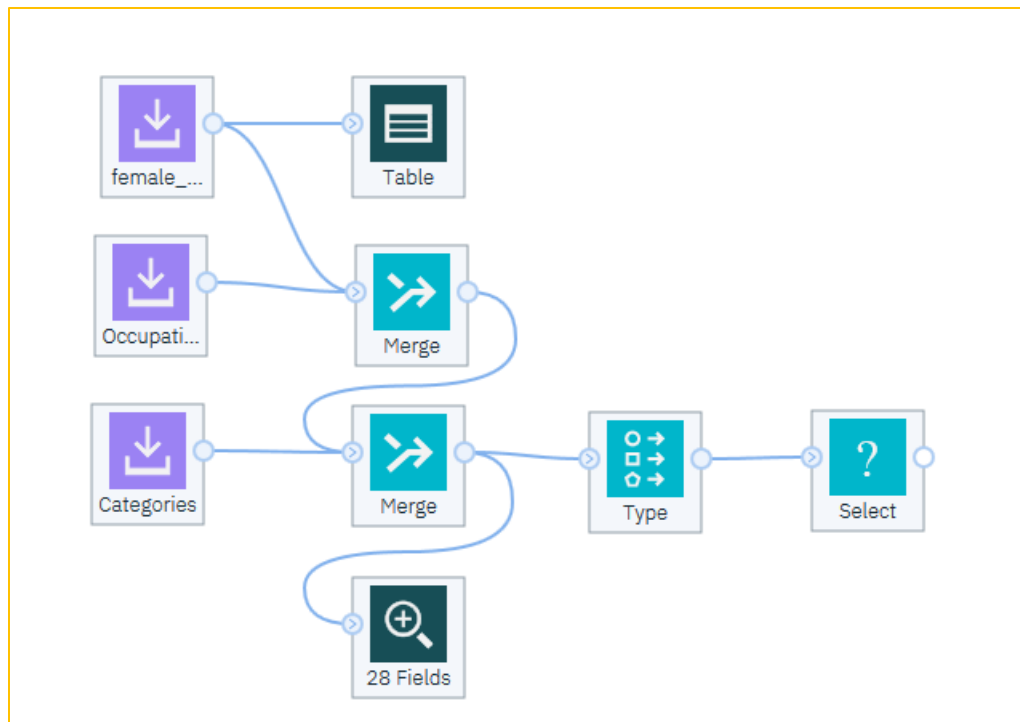 female_...
Table
Occupati...
Merge
Categories
Merge
Type
?
Select
28 Fields